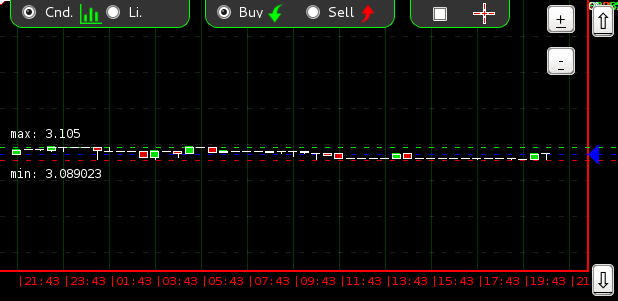 Cnd. Li. Buy Sell
+
-
max: 3.105
min: 3.089023
|21:43 |23:43 |01:43 |03:43 |05:43 |07:43 |09:43 |11:43 |13:43 |15:43 |17:43 |19:43 |21